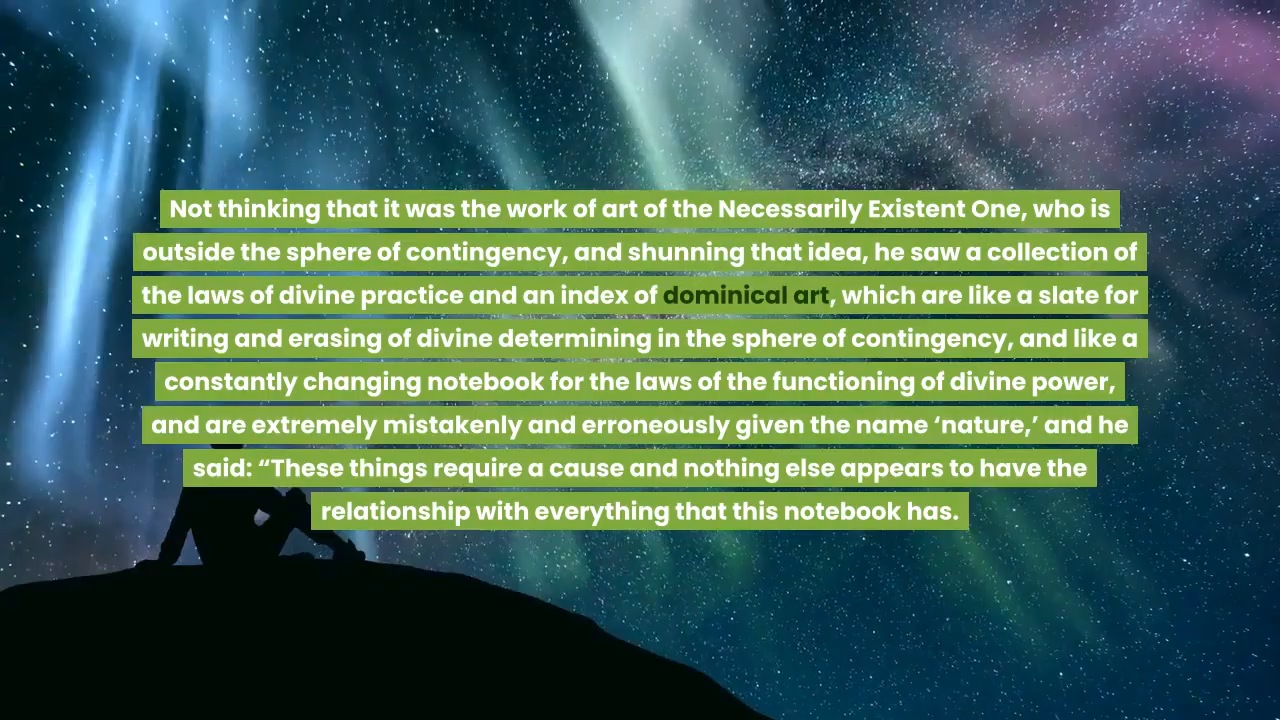 Not thinking that it was the work of art of the Necessarily Existent One, who is
outside the sphere of contingency, and shunning that idea, he saw a collection of
the laws of divine practice and an index of dominical art, which are like a slate for
writing and erasing of divine determining in the sphere of contingency, and like a
constantly changing notebook for the laws of the functioning of divine power,
and are extremely mistakenly and erroneously given the name ‘nature,’ and he
said: “These things require a cause and nothing else appears to have the
relationship with everything that this notebook has.